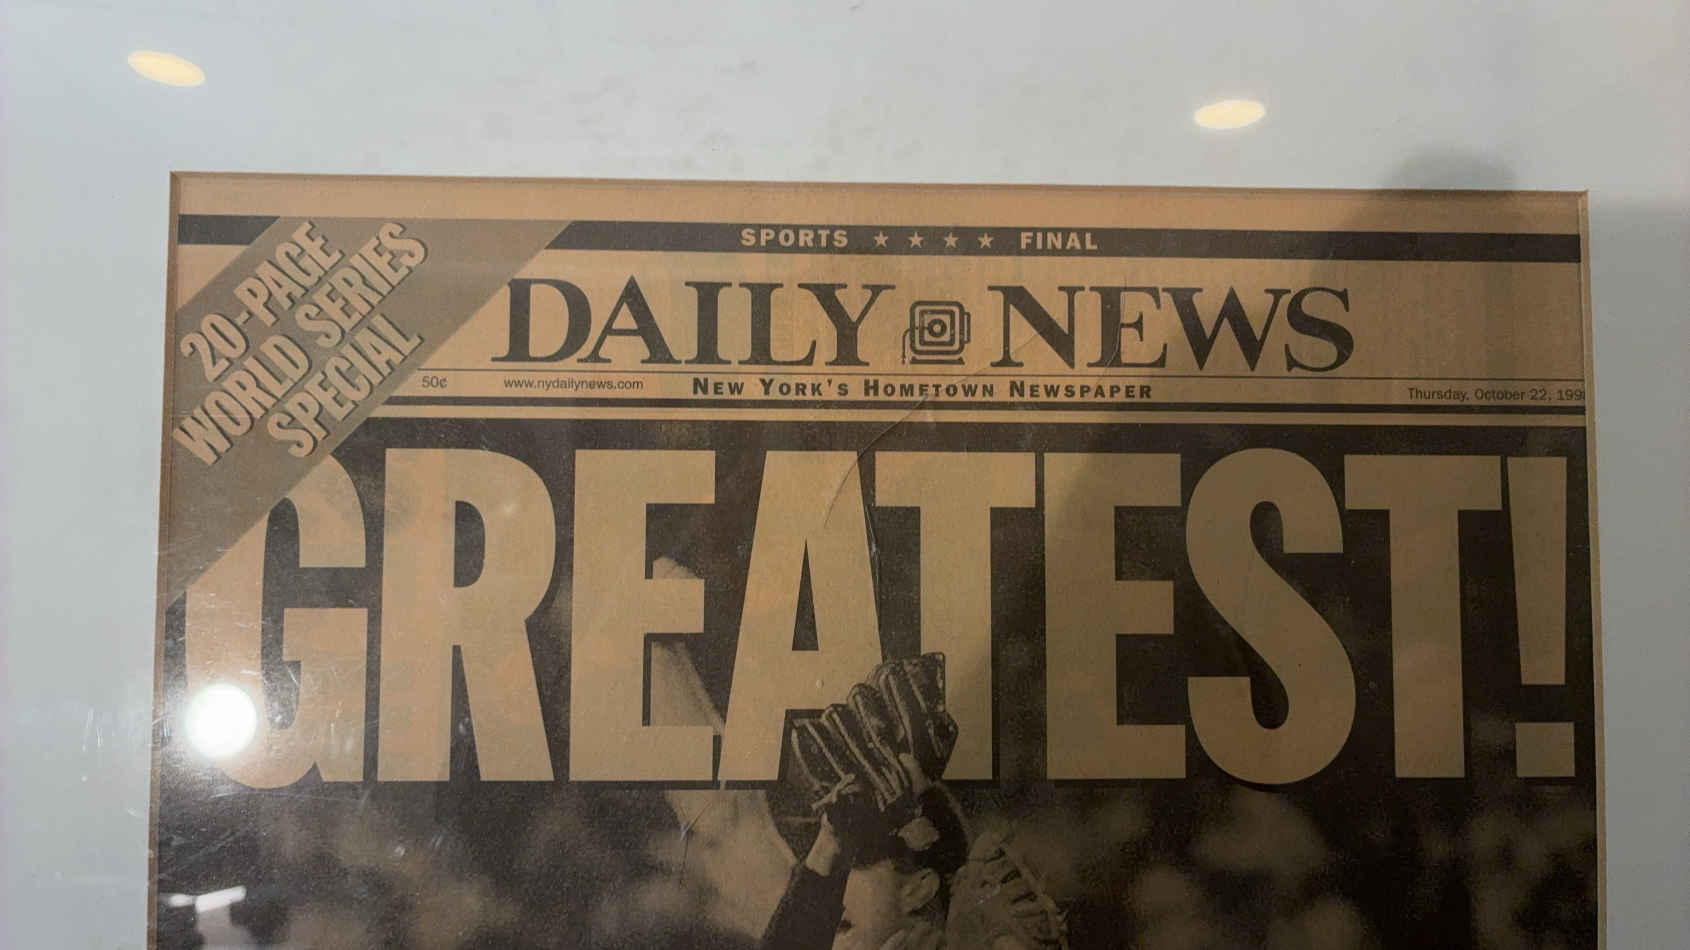 SPORTS ★ ★ ★ ★ FINAL
20-PAGE
WORLD SERIES
SPECIAL
DAILY NEWS
50¢ www.nydailynews.com NEW YORK'S HOMETOWN NEWSPAPER Thursday, October 22, 1998
GREATEST!